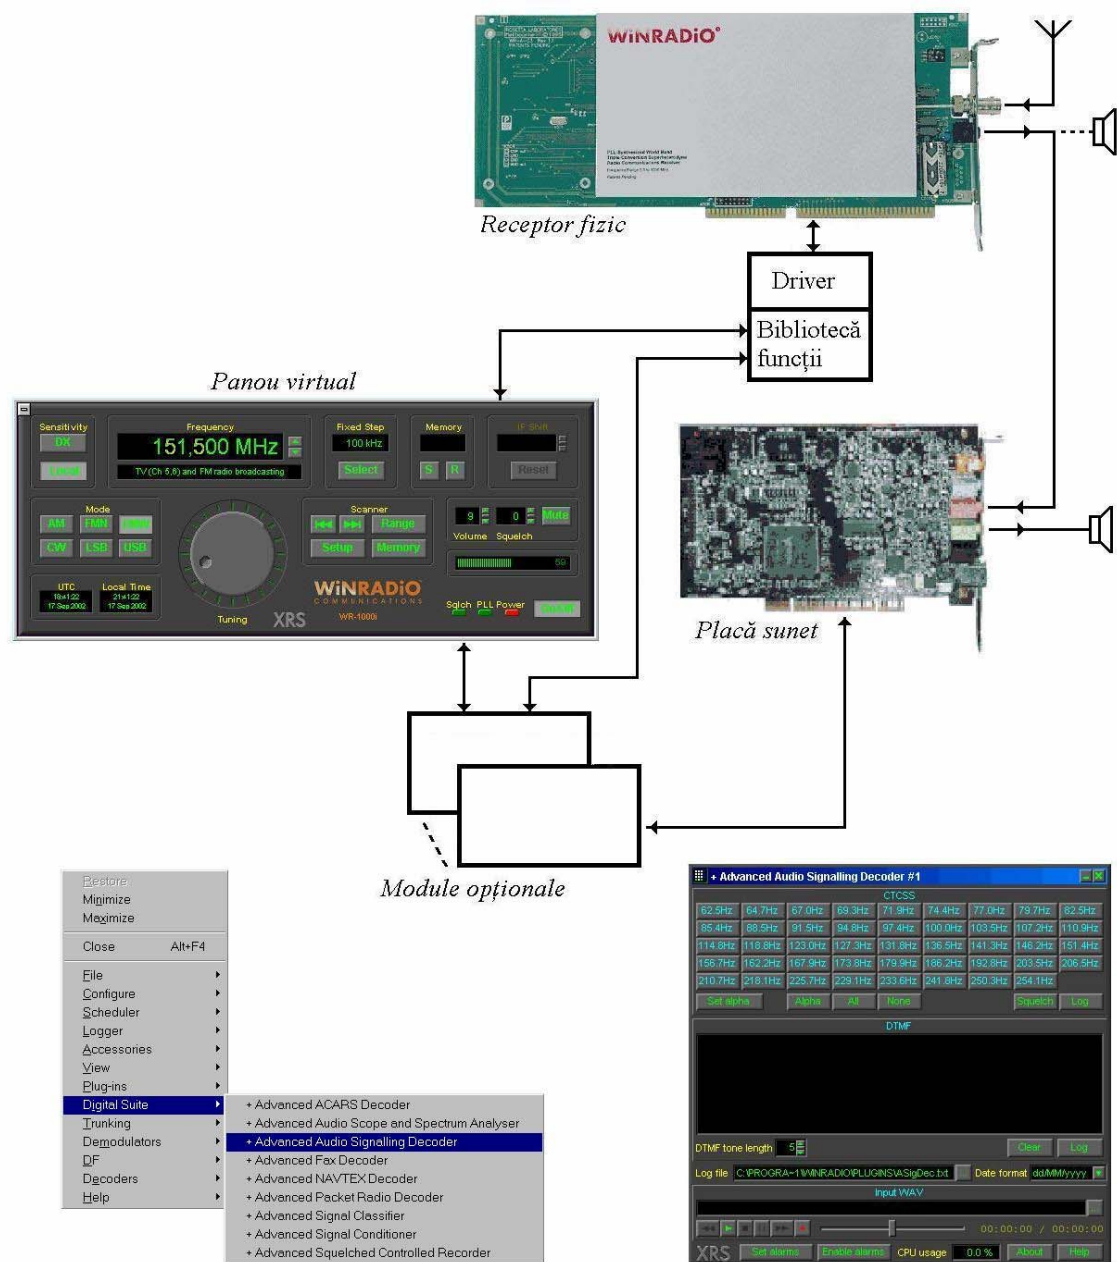 WiNRADiO
PLL Synthesized World Band
Triple Conversion Superheterodyne
Radio Communications Receiver
Receptor fizic
Driver
Bibliotecă
funcții
Panou virtual
Sensitivity
DX
Local
Frequency
151,500 MHz
TV (Ch 5,6) and FM radio broadcasting
Fixed Step
100 kHz
Select
Memory
S R
IF Shift
Reset
Mode
AM FMN
CW LSB USB
Scanner
Range
Setup Memory
9 0 Mute
Volume Squelch
UTC
17 Sep 2002
Local Time
21:41:22
17 Sep 2002
Tuning
WiNRADiO
COMMUNICATIONS
XRS WR-1000i
Sqlch PLL Power
Placă sunet
Module opționale
Restore
Minimize
Maximize
Close Alt+F4
File
Configure
Scheduler
Logger
Accessories
View
Plug-ins
Digital Suite
Trunking
Demodulators
DF
Decoders
Help
+ Advanced ACARS Decoder
+ Advanced Audio Scope and Spectrum Analyser
+ Advanced Audio Signalling Decoder
+ Advanced Fax Decoder
+ Advanced NAVTEX Decoder
+ Advanced Packet Radio Decoder
+ Advanced Signal Classifier
+ Advanced Signal Conditioner
+ Advanced Squelched Controlled Recorder
+ Advanced Audio Signalling Decoder #1
CTCSS
62.5Hz 64.7Hz 67.0Hz 69.3Hz 71.9Hz 74.4Hz 77.0Hz 79.7Hz 82.5Hz
85.4Hz 88.5Hz 91.5Hz 94.8Hz 97.4Hz 100.0Hz 103.5Hz 107.2Hz 110.9Hz
114.8Hz 118.8Hz 123.0Hz 127.3Hz 131.8Hz 136.5Hz 141.3Hz 146.2Hz 151.4Hz
156.7Hz 162.2Hz 167.9Hz 173.8Hz 179.9Hz 186.2Hz 192.8Hz 203.5Hz 206.5Hz
210.7Hz 218.1Hz 225.7Hz 229.1Hz 233.6Hz 241.8Hz 250.3Hz 254.1Hz
Set alpha Alpha All None Squelch Log
DTMF
DTMF tone length 5 Clear Log
Log file C:\PROGRA~1\WINRADIO\PLUGINS\ASigDec.txt Date format dd/MM/yyyy
Input WAV
00:00:00 / 00:00:00
XRS Set alarms Enable alarms CPU usage 0.0 % About Help